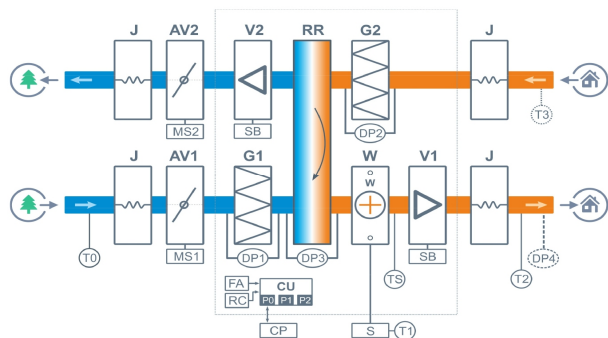 J AV2 V2 RR G2 J
MS2 SB DP2 T3
J AV1 G1 W V1 J
W
T0 MS1 DP1 DP3 TS SB T2 DP4
FA CU
RC P0 P1 P2
CP S T1